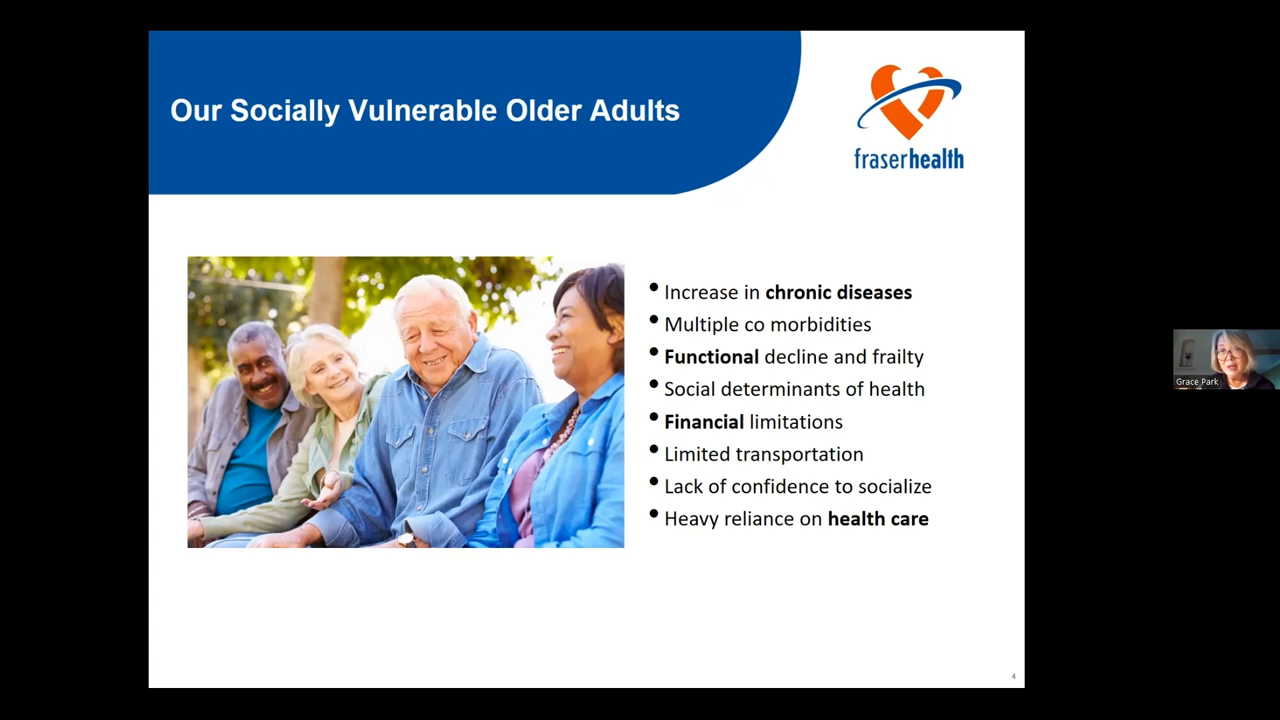 Our Socially Vulnerable Older Adults
fraserhealth
• Increase in chronic diseases
• Multiple co morbidities
• Functional decline and frailty
• Social determinants of health
• Financial limitations
• Limited transportation
• Lack of confidence to socialize
• Heavy reliance on health care
Grace Park
4